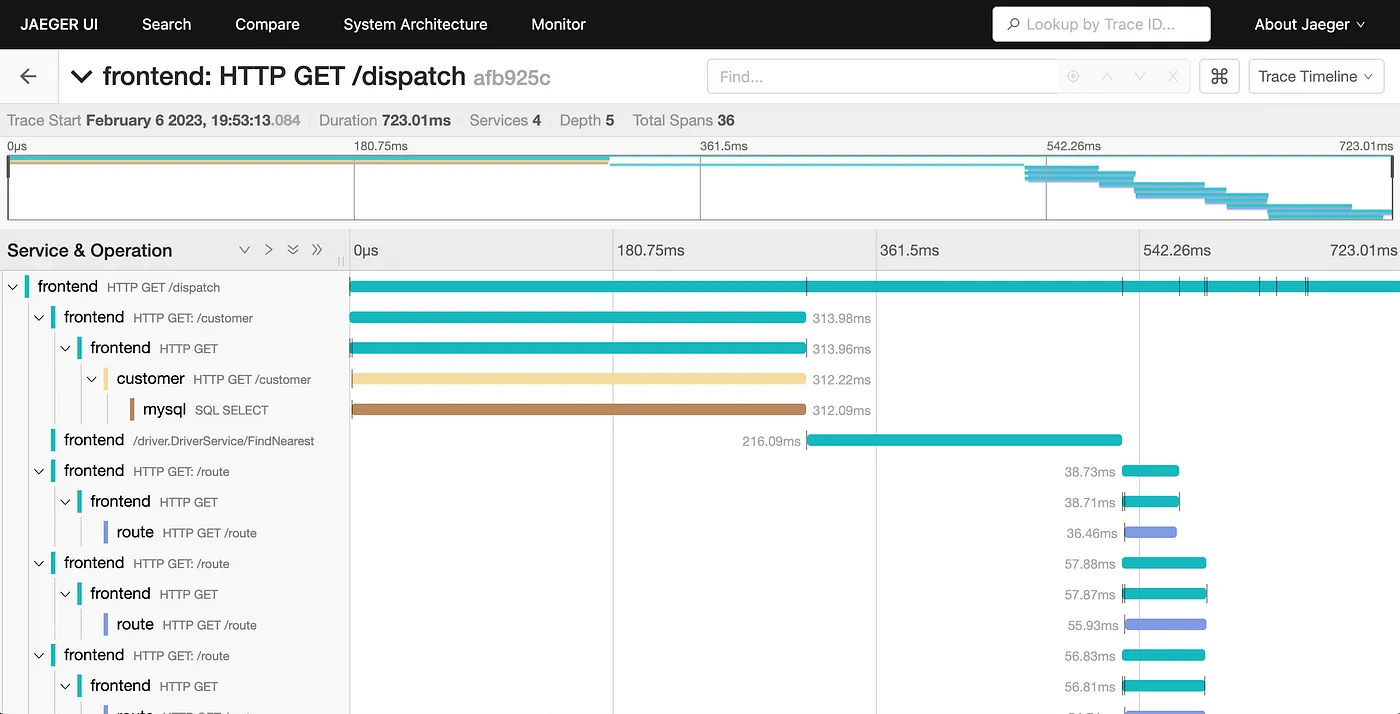 JAEGER UI Search Compare System Architecture Monitor Lookup by Trace ID... About Jaeger
frontend: HTTP GET /dispatch afb925c Find... ⌘ Trace Timeline
Trace Start February 6 2023, 19:53:13.084 Duration 723.01ms Services 4 Depth 5 Total Spans 36
0μs 180.75ms 361.5ms 542.26ms 723.01ms
Service & Operation 0μs 180.75ms 361.5ms 542.26ms 723.01ms
frontend HTTP GET /dispatch
frontend HTTP GET: /customer 313.98ms
frontend HTTP GET 313.96ms
customer HTTP GET /customer 312.22ms
mysql SQL SELECT 312.09ms
frontend /driver.DriverService/FindNearest 216.09ms
frontend HTTP GET: /route 38.73ms
frontend HTTP GET 38.71ms
route HTTP GET /route 36.46ms
frontend HTTP GET: /route 57.88ms
frontend HTTP GET 57.87ms
route HTTP GET /route 55.93ms
frontend HTTP GET: /route 56.83ms
frontend HTTP GET 56.81ms